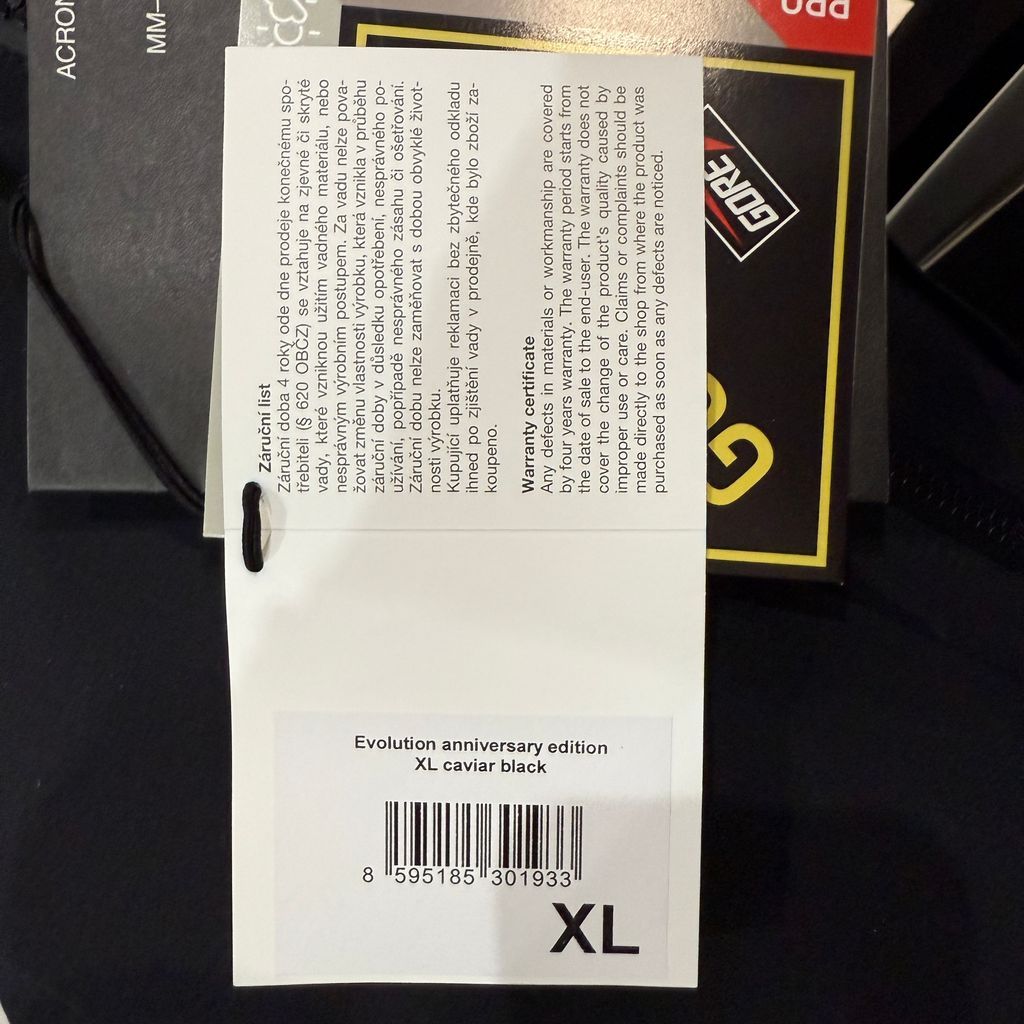 ACRON
MM-
PRO
GORE
GO
Záruční list
Záruční doba 4 roky ode dne prodeje konečnému spo-
třebiteli (§ 620 OBČZ) se vztahuje na zjevné či skryté
vady, které vzniknou užitím vadného materiálu, nebo
nesprávným výrobním postupem. Za vadu nelze pova-
žovat změnu vlastnosti výrobku, která vznikla v průběhu
záruční doby v důsledku opotřebení, nesprávného po-
užívání, popřípadě nesprávného zásahu či ošetřování.
Záruční dobu nelze zaměňovat s dobou obvyklé život-
nosti výrobku.
Kupující uplatňuje reklamaci bez zbytečného odkladu
ihned po zjištění vady v prodejně, kde bylo zboží za-
koupeno.
Warranty certificate
Any defects in materials or workmanship are covered
by four years warranty. The warranty period starts from
the date of sale to the end-user. The warranty does not
cover the change of the product's quality caused by
improper use or care. Claims or complaints should be
made directly to the shop from where the product was
purchased as soon as any defects are noticed.
Evolution anniversary edition
XL caviar black
8 595185 301933
XL